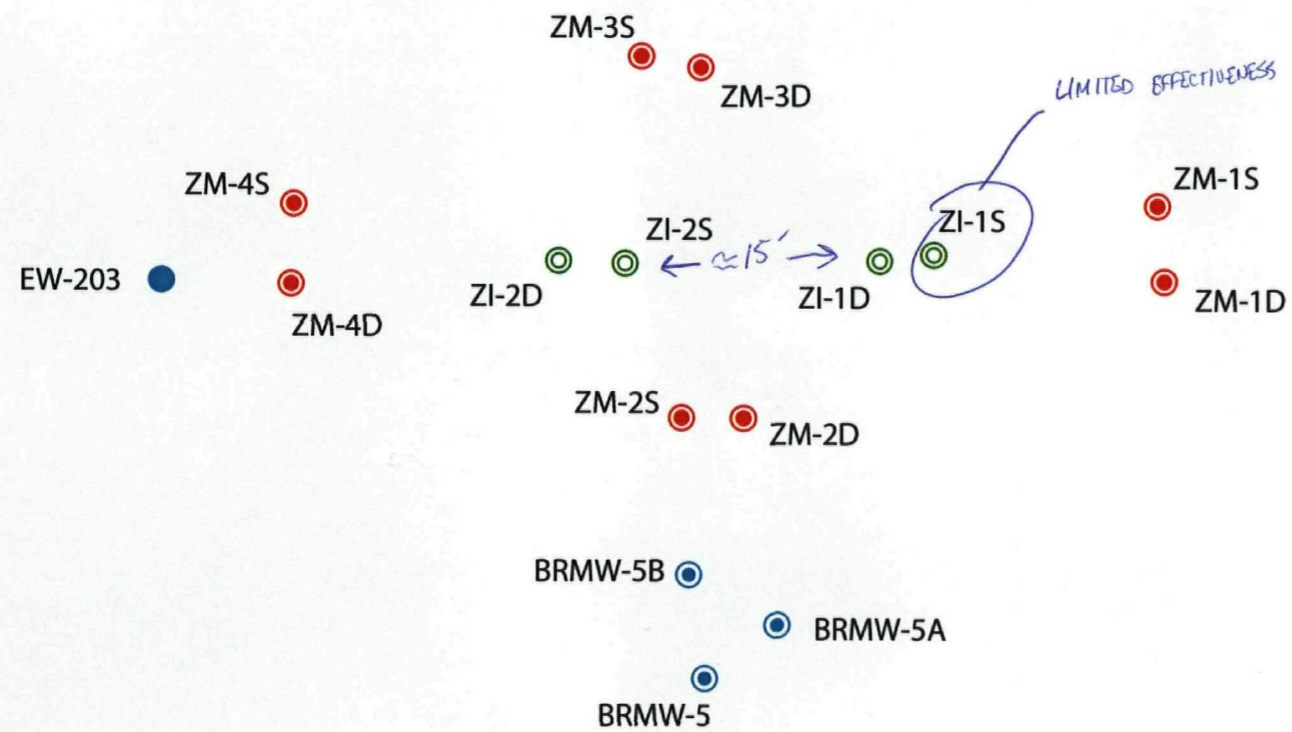 ZM-3S
ZM-3D
LIMITED EFFECTIVENESS
ZM-4S
ZM-1S
ZI-2S
≈15'
ZI-1S
EW-203
ZI-2D
ZI-1D
ZM-1D
ZM-4D
ZM-2S
ZM-2D
BRMW-5B
BRMW-5A
BRMW-5